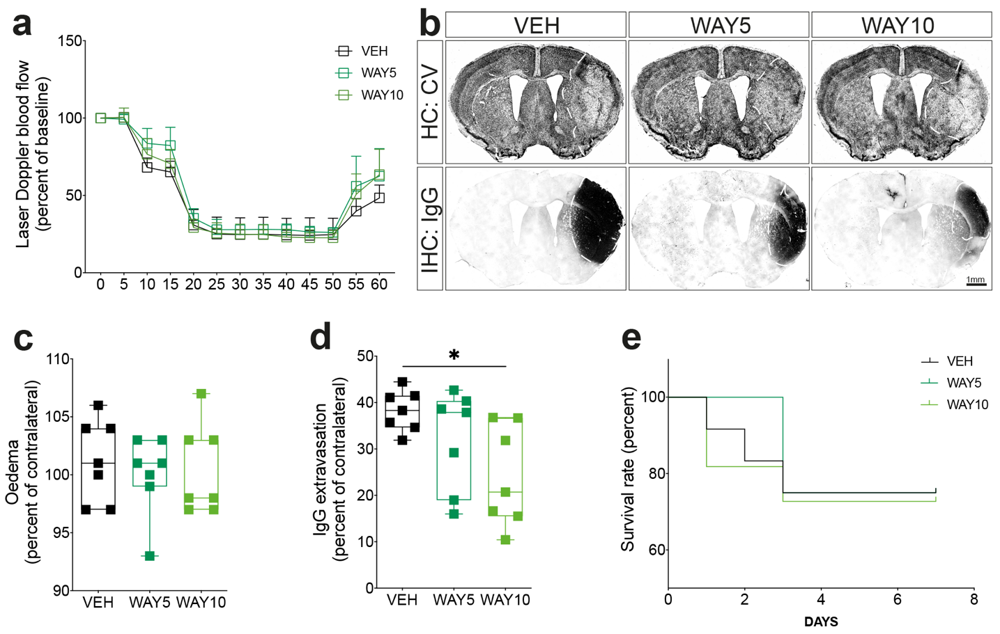 a
150
100
50
0
Laser Doppler blood flow
(percent of baseline)
VEH
WAY5
WAY10
0 5 10 15 20 25 30 35 40 45 50 55 60
b
VEH WAY5 WAY10
HC: CV
IHC: IgG
1mm
c
110
105
100
95
90
Oedema
(percent of contralateral)
VEH WAY5 WAY10
d
50
40
30
20
10
0
IgG extravasation
(percent of contralateral)
*
VEH WAY5 WAY10
e
100
80
60
Survival rate (percent)
VEH
WAY5
WAY10
0 2 4 6 8
DAYS